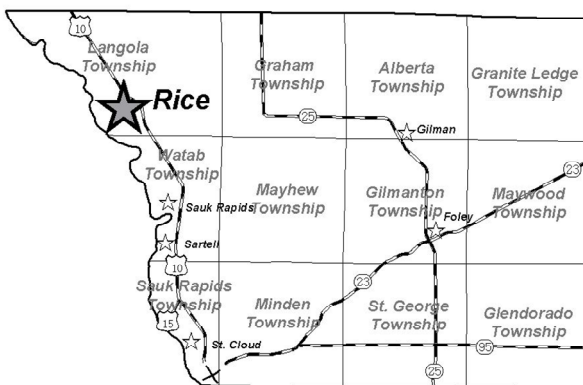 10
Langola
Township
Graham
Township
Alberta
Township
Granite Ledge
Township
Rice
25
Gilman
Watab
Township
23
Mayhew
Township
Gilmanton
Township
Maywood
Township
Sauk Rapids
Foley
Sartell
10
23
Sauk Rapids
Township
Minden
Township
St. George
Township
Glendorado
Township
15
St. Cloud
95
25